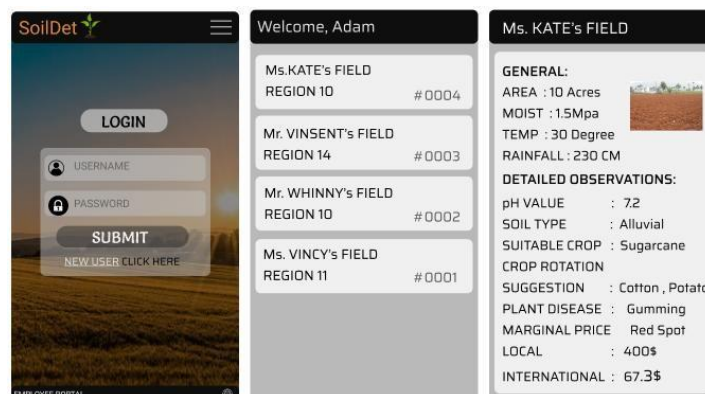 SoilDet
LOGIN
USERNAME
PASSWORD
SUBMIT
NEW USER CLICK HERE
EMPLOYEE PORTAL
Welcome, Adam
Ms.KATE's FIELD
REGION 10 #0004
Mr. VINSENT's FIELD
REGION 14 #0003
Mr. WHINNY's FIELD
REGION 10 #0002
Ms. VINCY's FIELD
REGION 11 #0001
Ms. KATE's FIELD
GENERAL:
AREA : 10 Acres
MOIST : 1.5Mpa
TEMP : 30 Degree
RAINFALL : 230 CM
DETAILED OBSERVATIONS:
pH VALUE : 7.2
SOIL TYPE : Alluvial
SUITABLE CROP : Sugarcane
CROP ROTATION
SUGGESTION : Cotton , Potato
PLANT DISEASE : Gumming
MARGINAL PRICE Red Spot
LOCAL : 400$
INTERNATIONAL : 67.3$